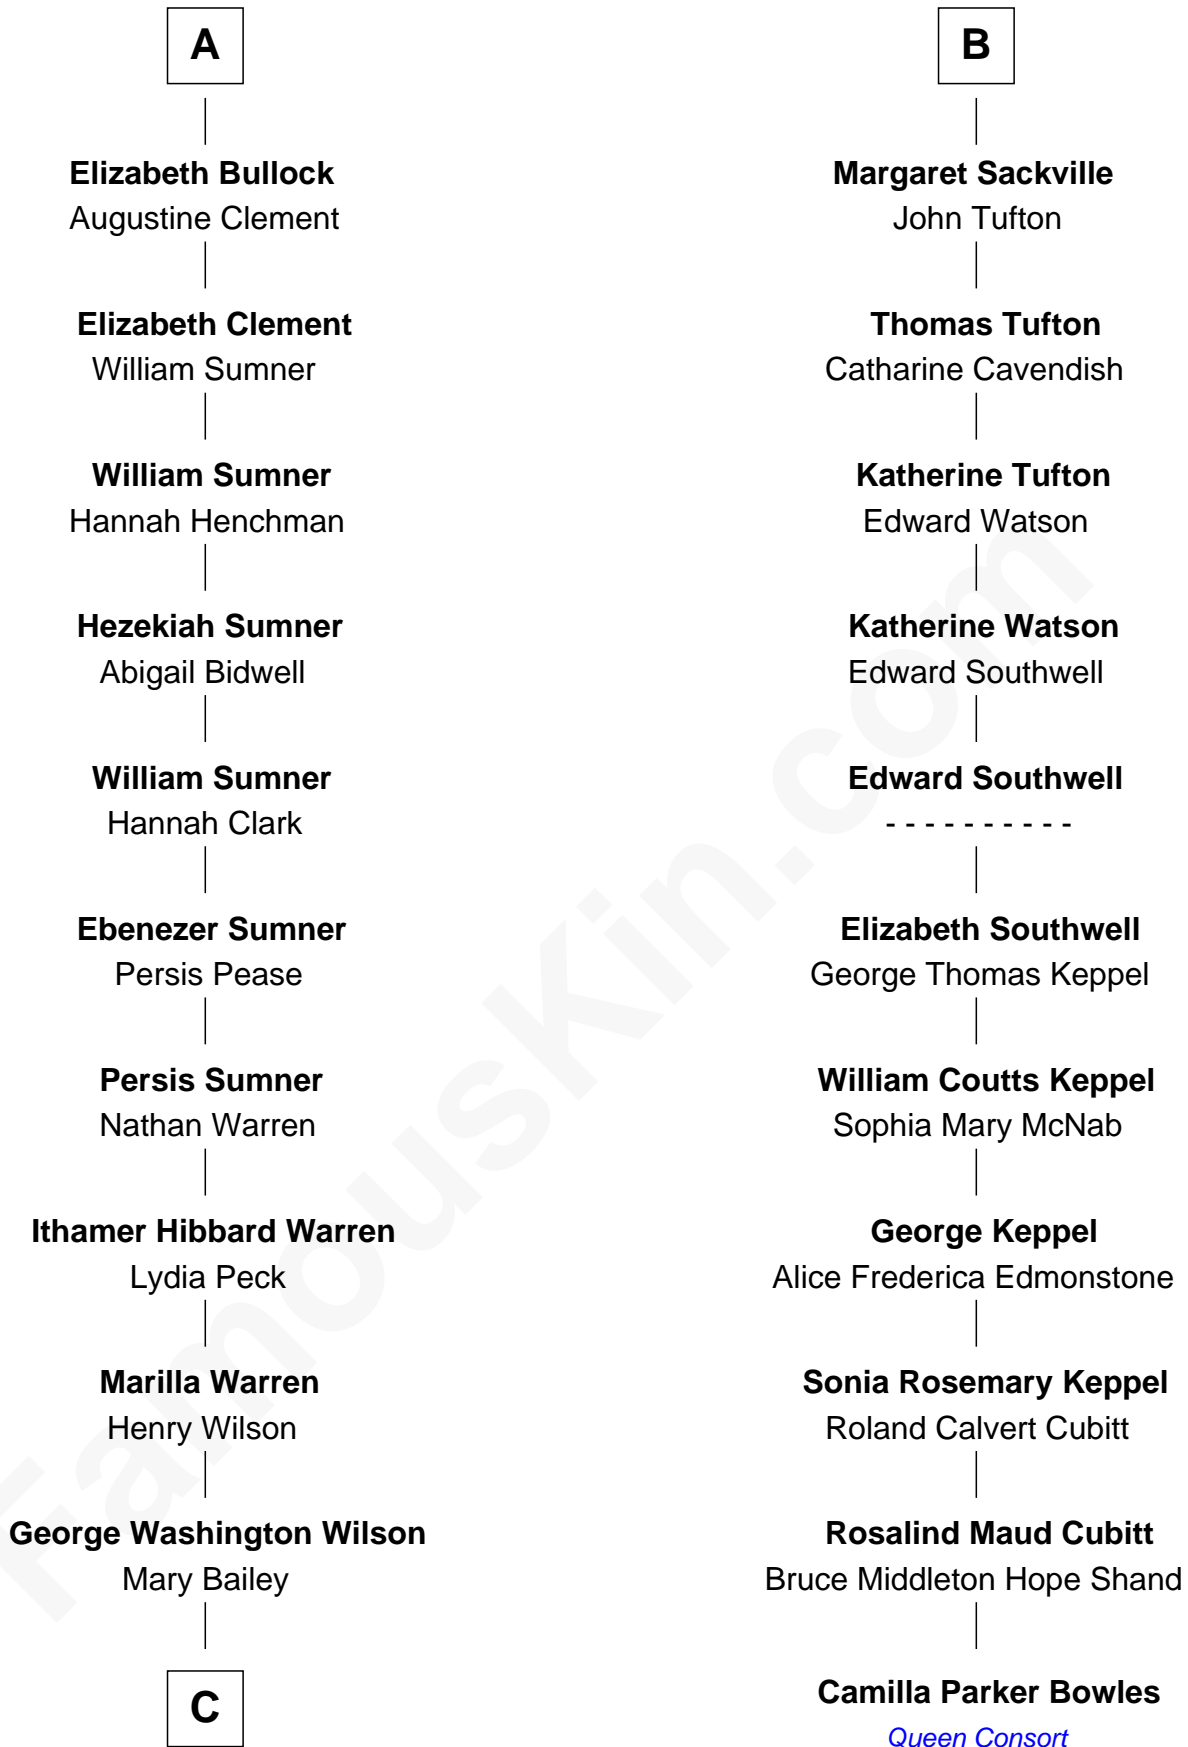 A
Elizabeth Bullock
Augustine Clement
Elizabeth Clement
William Sumner
William Sumner
Hannah Henchman
Hezekiah Sumner
Abigail Bidwell
William Sumner
Hannah Clark
Ebenezer Sumner
Persis Pease
Persis Sumner
Nathan Warren
Ithamer Hibbard Warren
Lydia Peck
Marilla Warren
Henry Wilson
George Washington Wilson
Mary Bailey
C
B
Margaret Sackville
John Tufton
Thomas Tufton
Catharine Cavendish
Katherine Tufton
Edward Watson
Katherine Watson
Edward Southwell
Edward Southwell
- - - - - - - - - -
Elizabeth Southwell
George Thomas Keppel
William Coutts Keppel
Sophia Mary McNab
George Keppel
Alice Frederica Edmonstone
Sonia Rosemary Keppel
Roland Calvert Cubitt
Rosalind Maud Cubitt
Bruce Middleton Hope Shand
Camilla Parker Bowles
Queen Consort
FamousKin.com